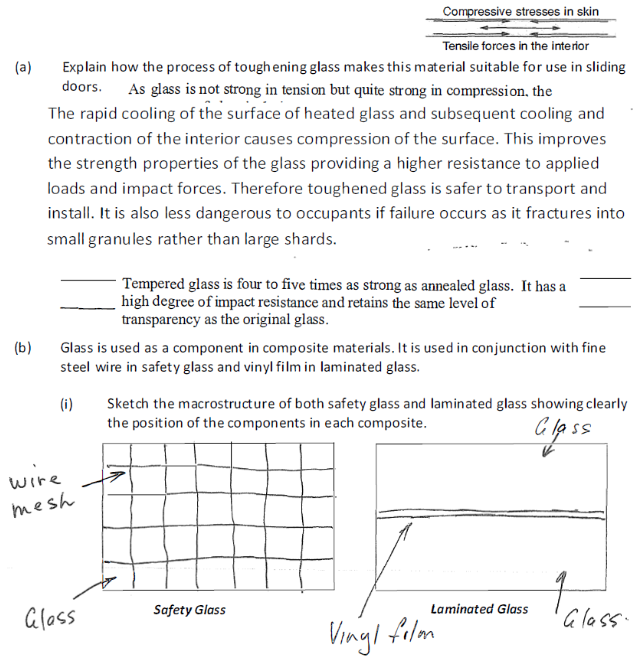 Compressive stresses in skin
Tensile forces in the interior
(a) Explain how the process of toughening glass makes this material suitable for use in sliding
doors. As glass is not strong in tension but quite strong in compression, the
The rapid cooling of the surface of heated glass and subsequent cooling and
contraction of the interior causes compression of the surface. This improves
the strength properties of the glass providing a higher resistance to applied
loads and impact forces. Therefore toughened glass is safer to transport and
install. It is also less dangerous to occupants if failure occurs as it fractures into
small granules rather than large shards.
Tempered glass is four to five times as strong as annealed glass. It has a
high degree of impact resistance and retains the same level of
transparency as the original glass.
(b) Glass is used as a component in composite materials. It is used in conjunction with fine
steel wire in safety glass and vinyl film in laminated glass.
(i) Sketch the macrostructure of both safety glass and laminated glass showing clearly
the position of the components in each composite.
Glass
wire
mesh
Glass
Safety Glass
Vinyl film
Laminated Glass
Glass.